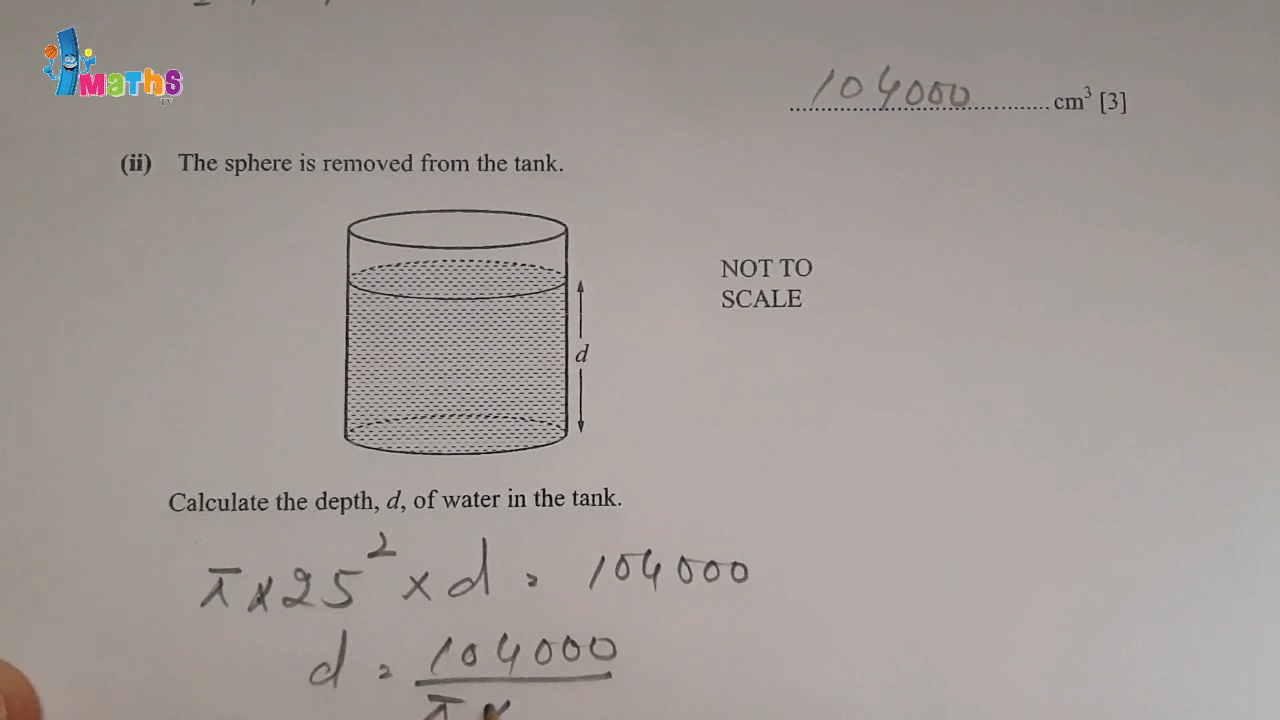 MATHS
TV
104000 cm³ [3]
(ii) The sphere is removed from the tank.
NOT TO
SCALE
d
Calculate the depth, d, of water in the tank.
π × 25² × d = 104000
d = 104000
π ×